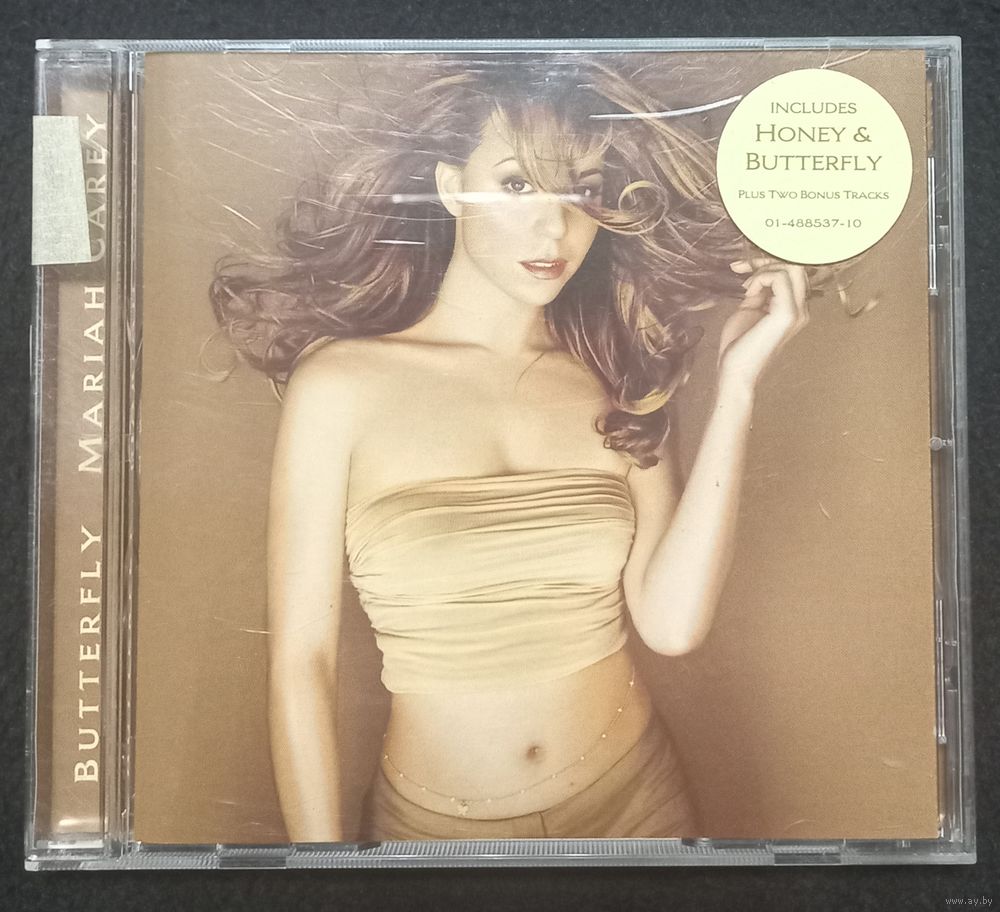 BUTTERFLY MARIAH CAREY
INCLUDES
HONEY &
BUTTERFLY
PLUS TWO BONUS TRACKS
01-488537-10
www.ay.by